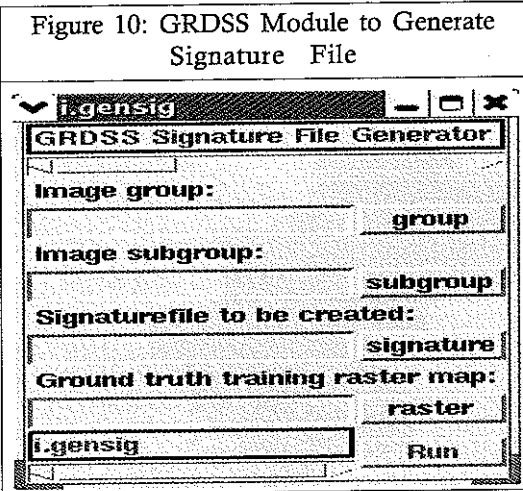 Figure 10: GRDSS Module to Generate
Signature File
i.gensig
GRDSS Signature File Generator
Image group:
group
Image subgroup:
subgroup
Signaturefile to be created:
signature
Ground truth training raster map:
raster
i.gensig
Run